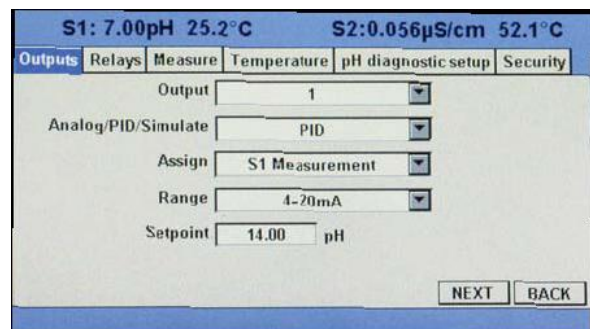 S1: 7.00pH 25.2°C S2:0.056µS/cm 52.1°C
Outputs Relays Measure Temperature pH diagnostic setup Security
Output 1
Analog/PID/Simulate PID
Assign S1 Measurement
Range 4-20mA
Setpoint 14.00 pH
NEXT BACK